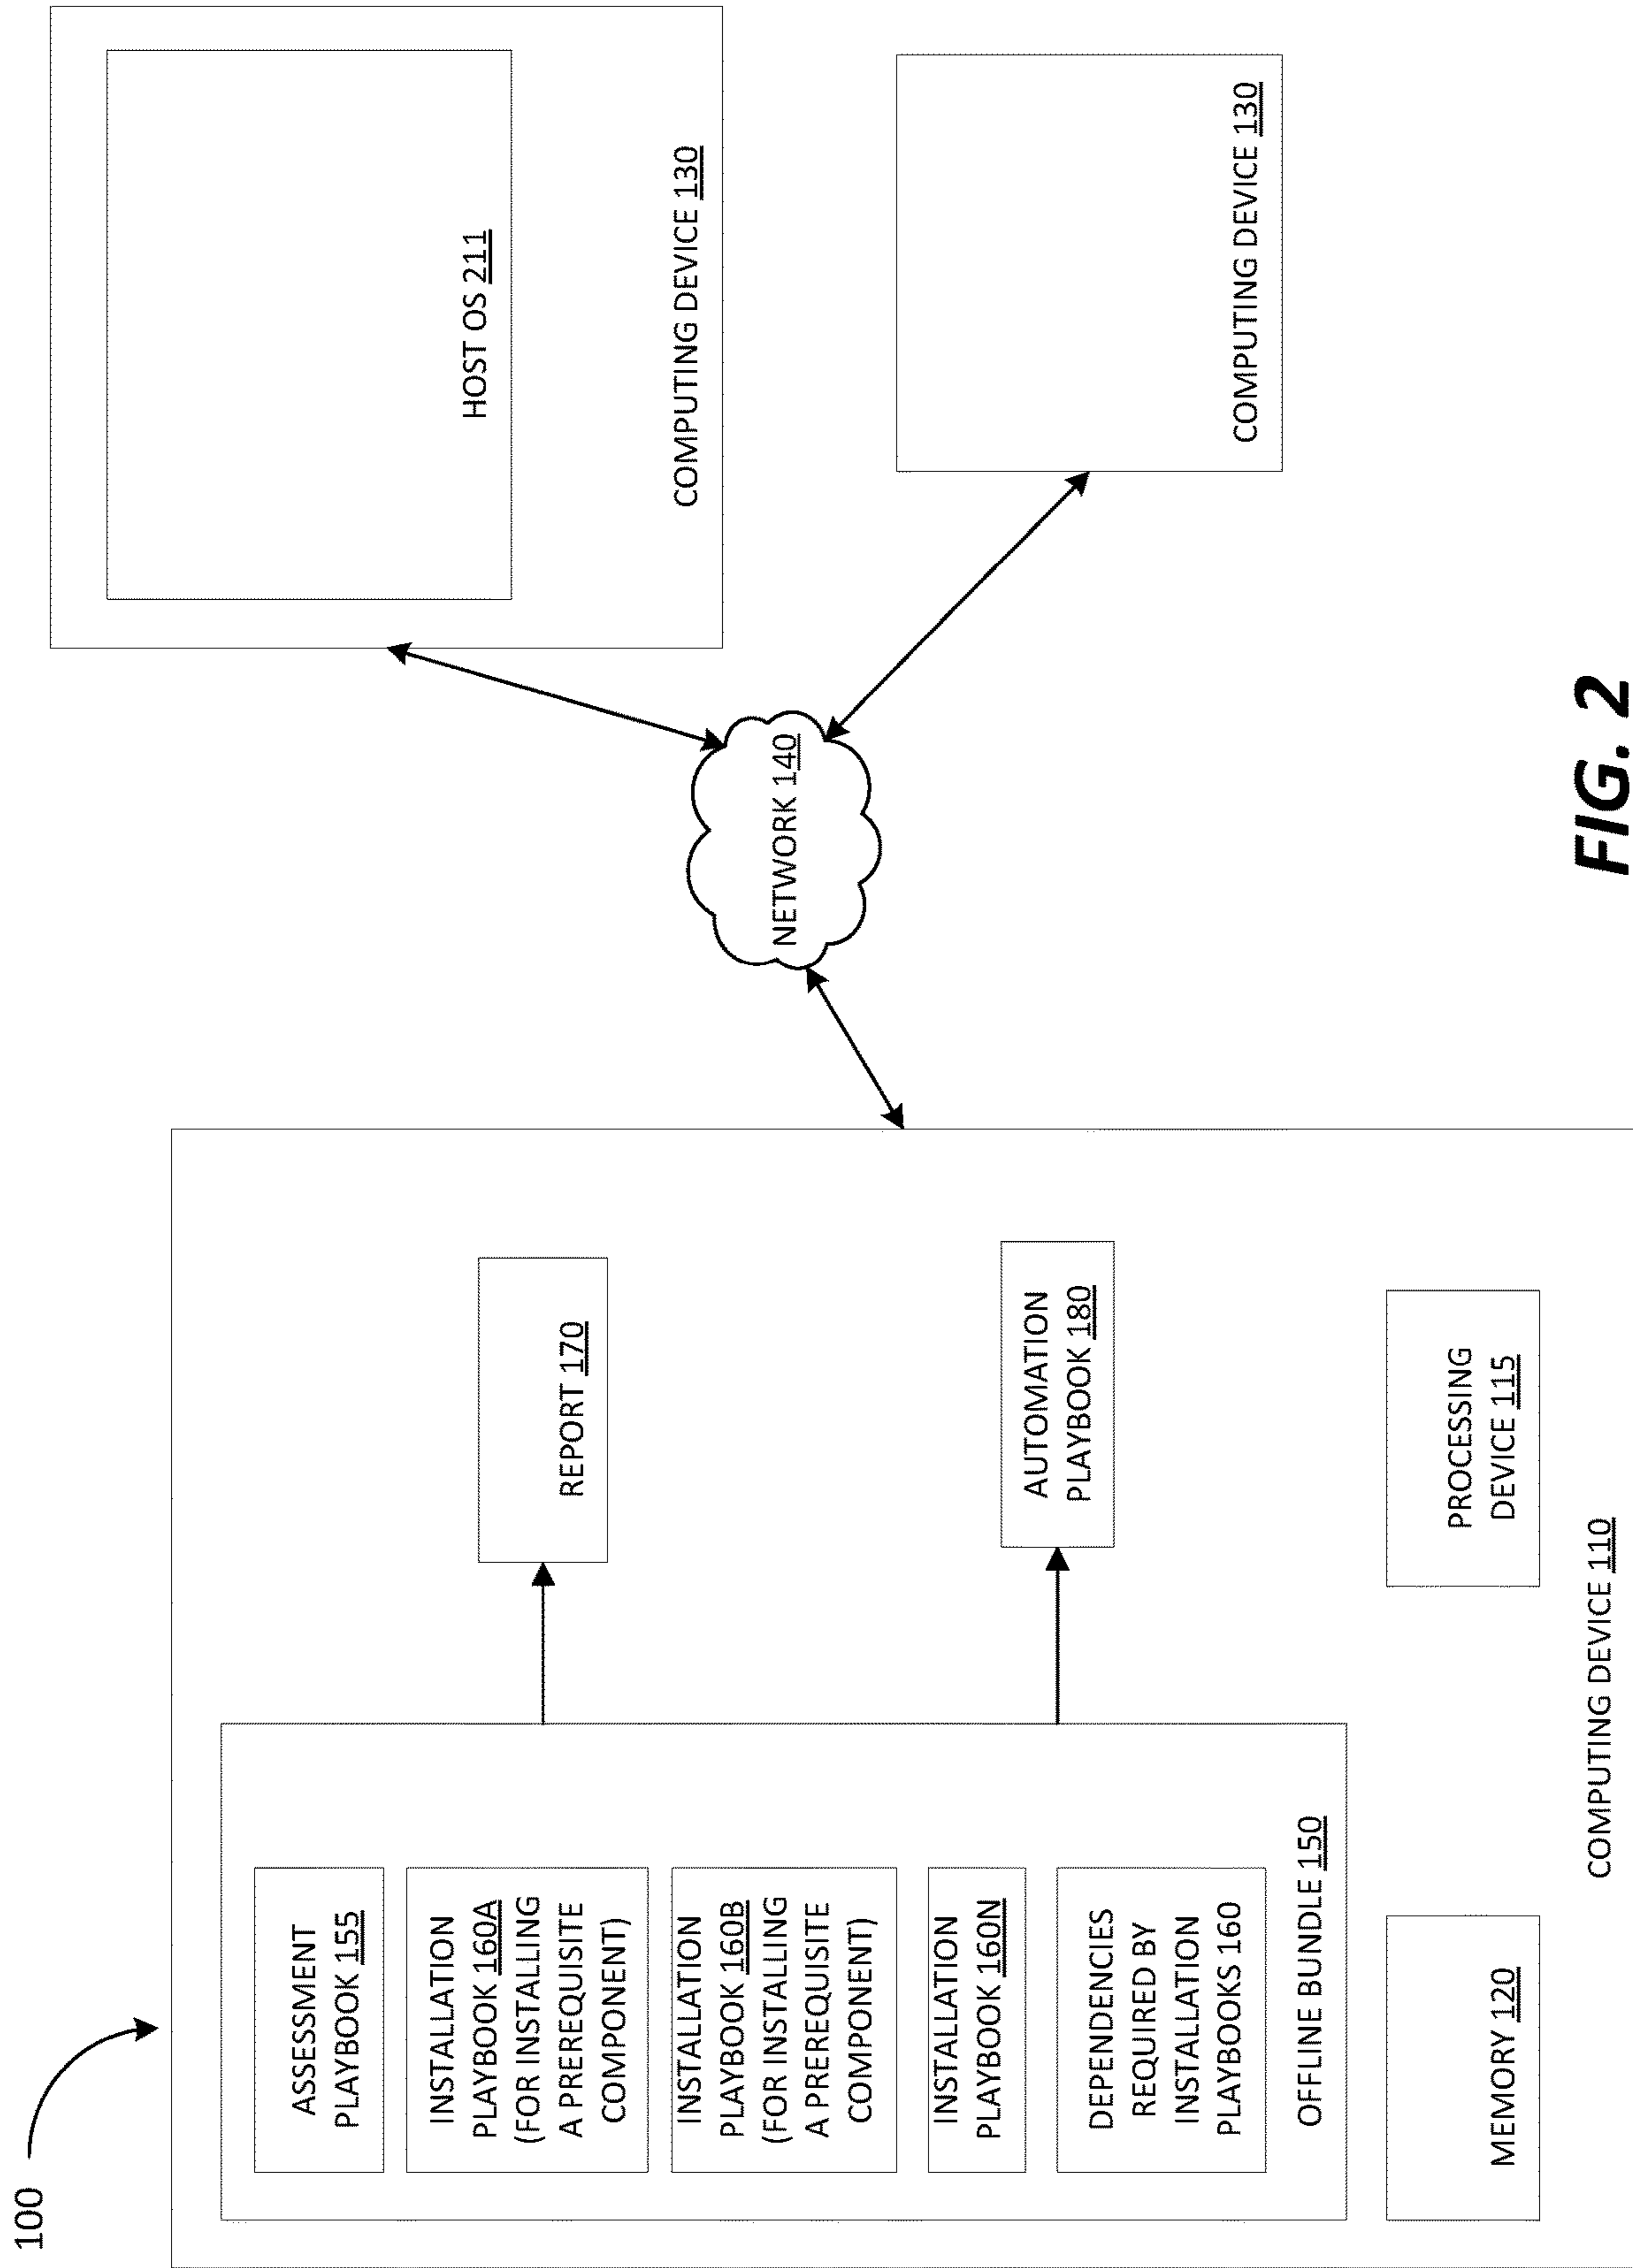 100
ASSESSMENT
PLAYBOOK 155
INSTALLATION
PLAYBOOK 160A
(FOR INSTALLING
A PREREQUISITE
COMPONENT)
INSTALLATION
PLAYBOOK 160B
(FOR INSTALLING
A PREREQUISITE
COMPONENT)
INSTALLATION
PLAYBOOK 160N
DEPENDENCIES
REQUIRED BY
INSTALLATION
PLAYBOOKS 160
OFFLINE BUNDLE 150
REPORT 170
AUTOMATION
PLAYBOOK 180
MEMORY 120
PROCESSING
DEVICE 115
COMPUTING DEVICE 110
NETWORK 140
HOST OS 211
COMPUTING DEVICE 130
COMPUTING DEVICE 130
FIG. 2